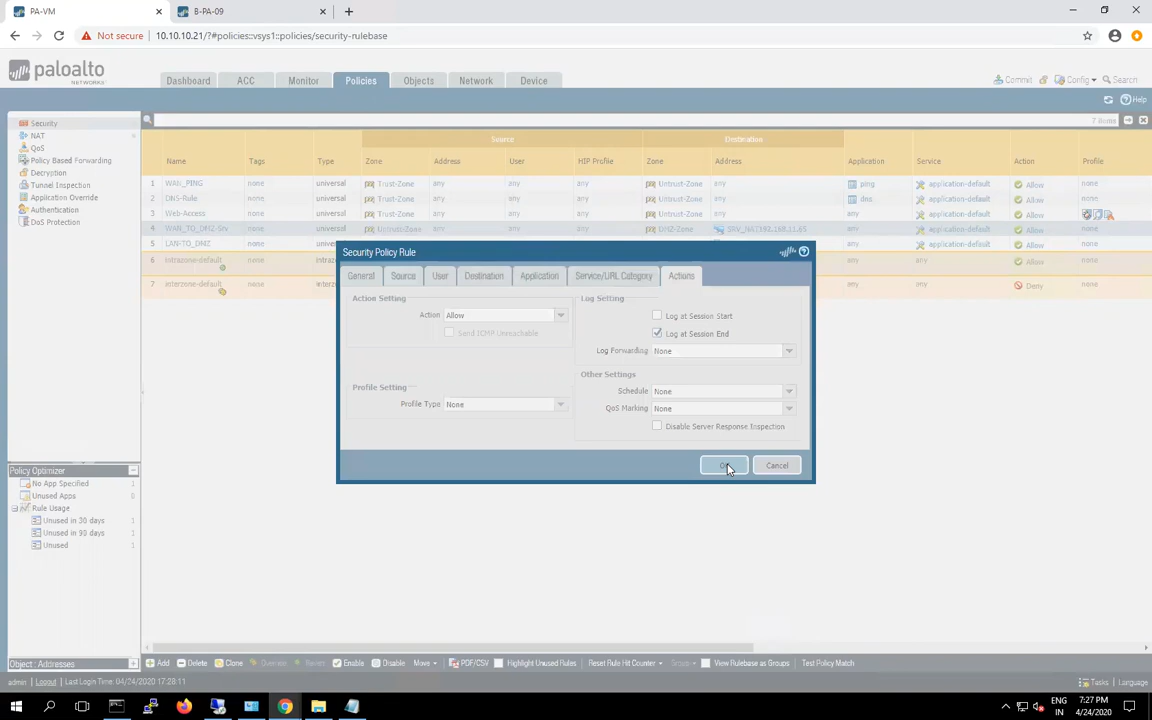 PA-VM
B-PA-09
Not secure 10.10.10.21/?#policies::vsys1::policies/security-rulebase
paloalto
NETWORKS
Dashboard ACC Monitor Policies Objects Network Device
Commit Config Search
Help
Security
NAT
QoS
Policy Based Forwarding
Decryption
Tunnel Inspection
Application Override
Authentication
DoS Protection
7 items
Source Destination
Name Tags Type Zone Address User HIP Profile Zone Address Application Service Action Profile
1 WAN_PING none universal Trust-Zone any any any Untrust-Zone any ping application-default Allow none
2 DNS-Rule none universal Trust-Zone any any any Untrust-Zone any dns application-default Allow none
3 Web-Access none universal Trust-Zone any any any Untrust-Zone any any application-default Allow
4 WAN_TO_DMZ-Srv none universal Untrust-Zone any any any DMZ-Zone application-default Allow none
5 LAN-TO_DMZ none any application-default Allow none
6 intrazone-default none any any Allow none
7 interzone-default none any any Deny none
Security Policy Rule
General Source User Destination Application Service/URL Category Actions
Action Setting
Action Allow
Send ICMP Unreachable
Profile Setting
Profile Type None
Log Setting
Log at Session Start
Log at Session End
Log Forwarding None
Other Settings
Schedule None
QoS Marking None
Disable Server Response Inspection
OK Cancel
Policy Optimizer
No App Specified 1
Unused Apps
Rule Usage
Unused in 30 days 1
Unused in 90 days 1
Unused 1
Object: Addresses
Add Delete Clone Override Revert Enable Disable Move PDF/CSV Highlight Unused Rules Reset Rule Hit Counter Group View Rulebase as Groups Test Policy Match
admin Logout Last Login Time: 04/24/2020 17:28:11
Tasks Language
ENG
IN
7:27 PM
4/24/2020